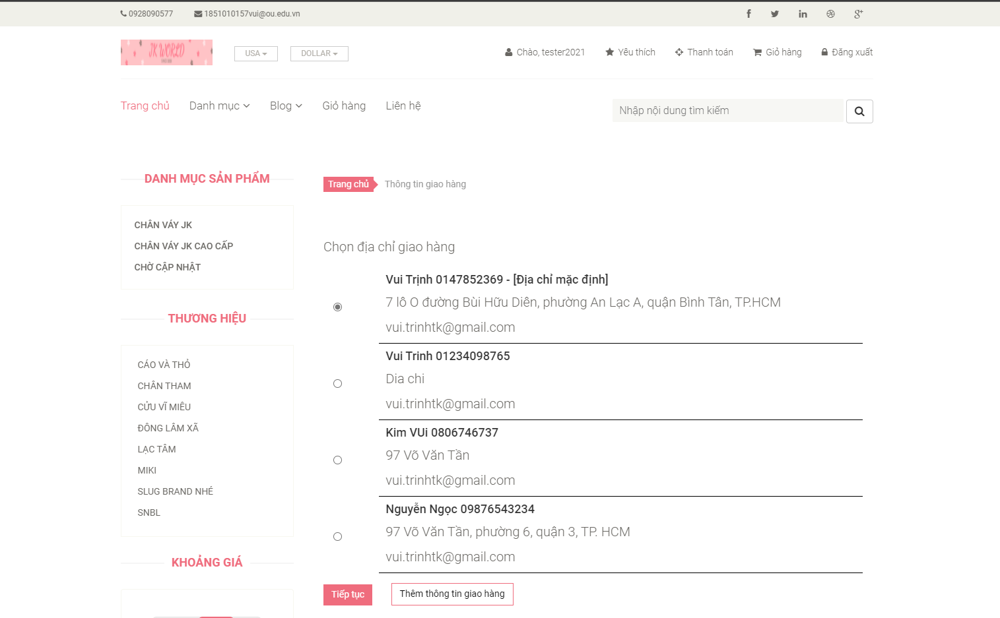 0928090577 1851010157vui@ou.edu.vn
JK WORLD
USA DOLLAR
Chào, tester2021 Yêu thích Thanh toán Giỏ hàng Đăng xuất
Trang chủ Danh mục Blog Giỏ hàng Liên hệ
Nhập nội dung tìm kiếm
DANH MỤC SẢN PHẨM
CHÂN VÁY JK
CHÂN VÁY JK CAO CẤP
CHỜ CẬP NHẬT
THƯƠNG HIỆU
CÁO VÀ THỎ
CHÂN THAM
CỬU VĨ MIÊU
ĐÔNG LÂM XÃ
LẠC TÂM
MIKI
SLUG BRAND NHÉ
SNBL
KHOẢNG GIÁ
Trang chủ Thông tin giao hàng
Chọn địa chỉ giao hàng
Vui Trịnh 0147852369 - [Địa chỉ mặc định]
7 lô O đường Bùi Hữu Diên, phường An Lạc A, quận Bình Tân, TP.HCM
vui.trinhtk@gmail.com
Vui Trinh 01234098765
Dia chi
vui.trinhtk@gmail.com
Kim VUi 0806746737
97 Võ Văn Tần
vui.trinhtk@gmail.com
Nguyễn Ngọc 09876543234
97 Võ Văn Tần, phường 6, quận 3, TP. HCM
vui.trinhtk@gmail.com
Tiếp tục Thêm thông tin giao hàng